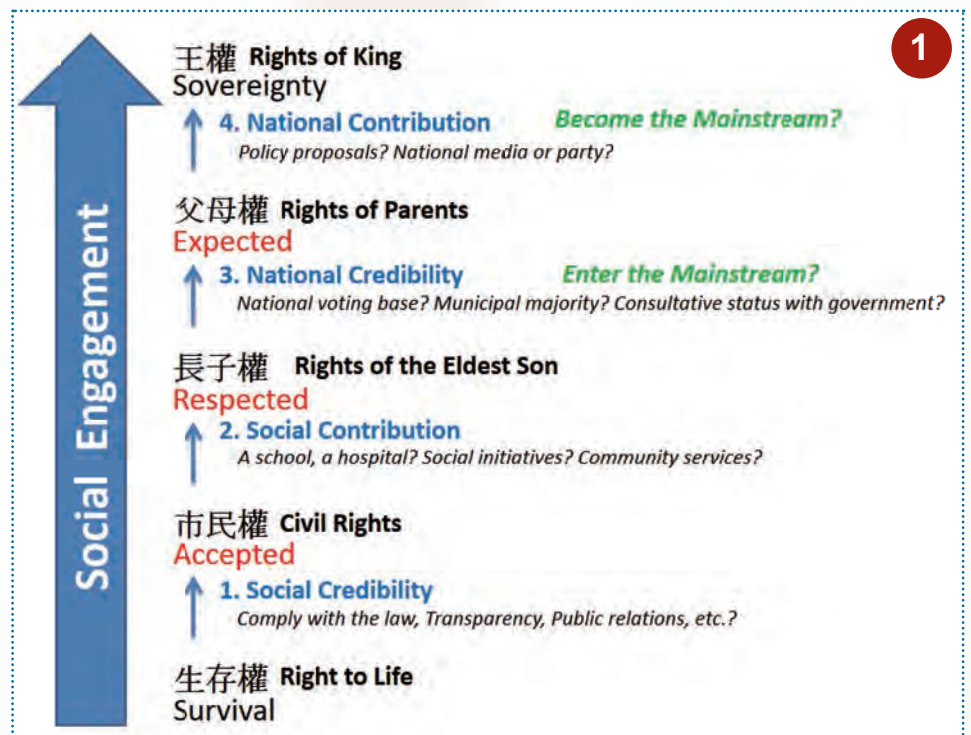 1
王權 Rights of King
Sovereignty
4. National Contribution Become the Mainstream?
Policy proposals? National media or party?
父母權 Rights of Parents
Expected
3. National Credibility Enter the Mainstream?
National voting base? Municipal majority? Consultative status with government?
長子權 Rights of the Eldest Son
Respected
2. Social Contribution
A school, a hospital? Social initiatives? Community services?
市民權 Civil Rights
Accepted
1. Social Credibility
Comply with the law, Transparency, Public relations, etc.?
生存權 Right to Life
Survival
Social Engagement